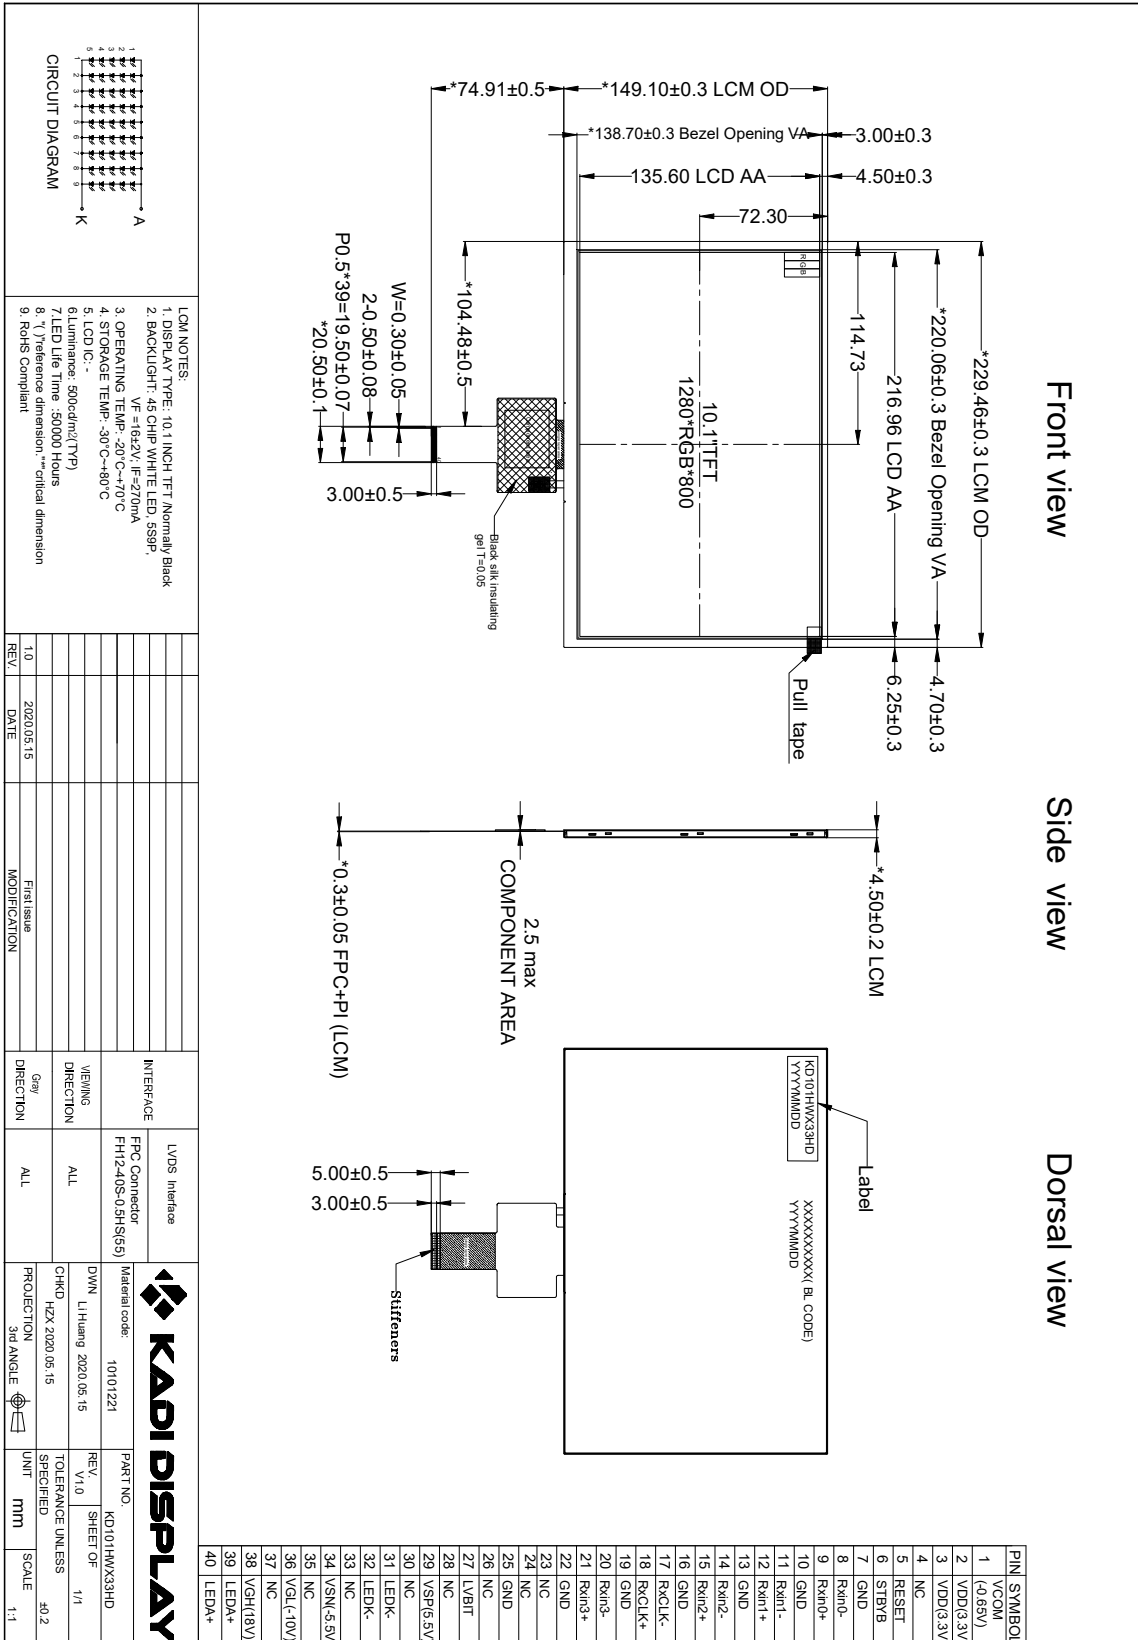 Front view
Side view
Dorsal view
*229.46±0.3 LCM OD
*220.06±0.3 Bezel Opening VA
4.70±0.3
216.96 LCD AA
6.25±0.3
114.73
*149.10±0.3 LCM OD
*74.91±0.5
*138.70±0.3 Bezel Opening VA
3.00±0.3
135.60 LCD AA
4.50±0.3
72.30
RGB
10.1"TFT
1280*RGB*800
Pull tape
*104.48±0.5
W=0.30±0.05
2-0.50±0.08
P0.5*39=19.50±0.07
*20.50±0.1
3.00±0.5
Black silk insulating
gel T=0.05
*4.50±0.2 LCM
2.5 max
COMPONENT AREA
*0.3±0.05 FPC+PI (LCM)
KD101HWX33HD
YYYYMMDD
Label
XXXXXXXXXX( BL CODE)
YYYYMMDD
5.00±0.5
3.00±0.5
Stiffeners
PIN SYMBOL
1 VCOM
(-0.65V)
2 VDD(3.3V
3 VDD(3.3V
4 NC
5 RESET
6 STBYB
7 GND
8 Rxin0-
9 Rxin0+
10 GND
11 Rxin1-
12 Rxin1+
13 GND
14 Rxin2-
15 Rxin2+
16 GND
17 RxCLK-
18 RxCLK+
19 GND
20 Rxin3-
21 Rxin3+
22 GND
23 NC
24 NC
25 GND
26 NC
27 LVBIT
28 NC
29 VSP(5.5V
30 NC
31 LEDK-
32 LEDK-
33 NC
34 VSN(-5.5V
35 NC
36 VGL(-10V)
37 NC
38 VGH(18V)
39 LEDA+
40 LEDA+
1 2 3 4 5
1 2 3 4 5 6 7 8 9
A
K
CIRCUIT DIAGRAM
LCM NOTES:
1. DISPLAY TYPE: 10.1 INCH TFT /Normally Black
2. BACKLIGHT: 45 CHIP WHITE LED, 5S9P,
VF =16±2V; IF=270mA
3. OPERATING TEMP: -20°C~+70°C
4. STORAGE TEMP: -30°C~+80°C
5. LCD IC: -
6.Luminance: 500cd/m2(TYP)
7.LED Life Time :50000 Hours
8. "( )"reference dimension."*"critical dimension
9. RoHS Compliant
1.0 2020.05.15 First issue
REV. DATE MODIFICATION
INTERFACE
LVDS Interface
FPC Connector
FH12-40S-0.5HS(55)
VIEWING
DIRECTION
ALL
Gray
DIRECTION
ALL
KADI DISPLAY
Material code:
10101221
PART NO.
KD101HWX33HD
DWN
Li Huang 2020.05.15
REV.
V1.0
SHEET OF
1/1
CHKD
HZX 2020.05.15
TOLERANCE UNLESS
SPECIFIED
±0.2
PROJECTION
3rd ANGLE
UNIT
mm
SCALE
1:1